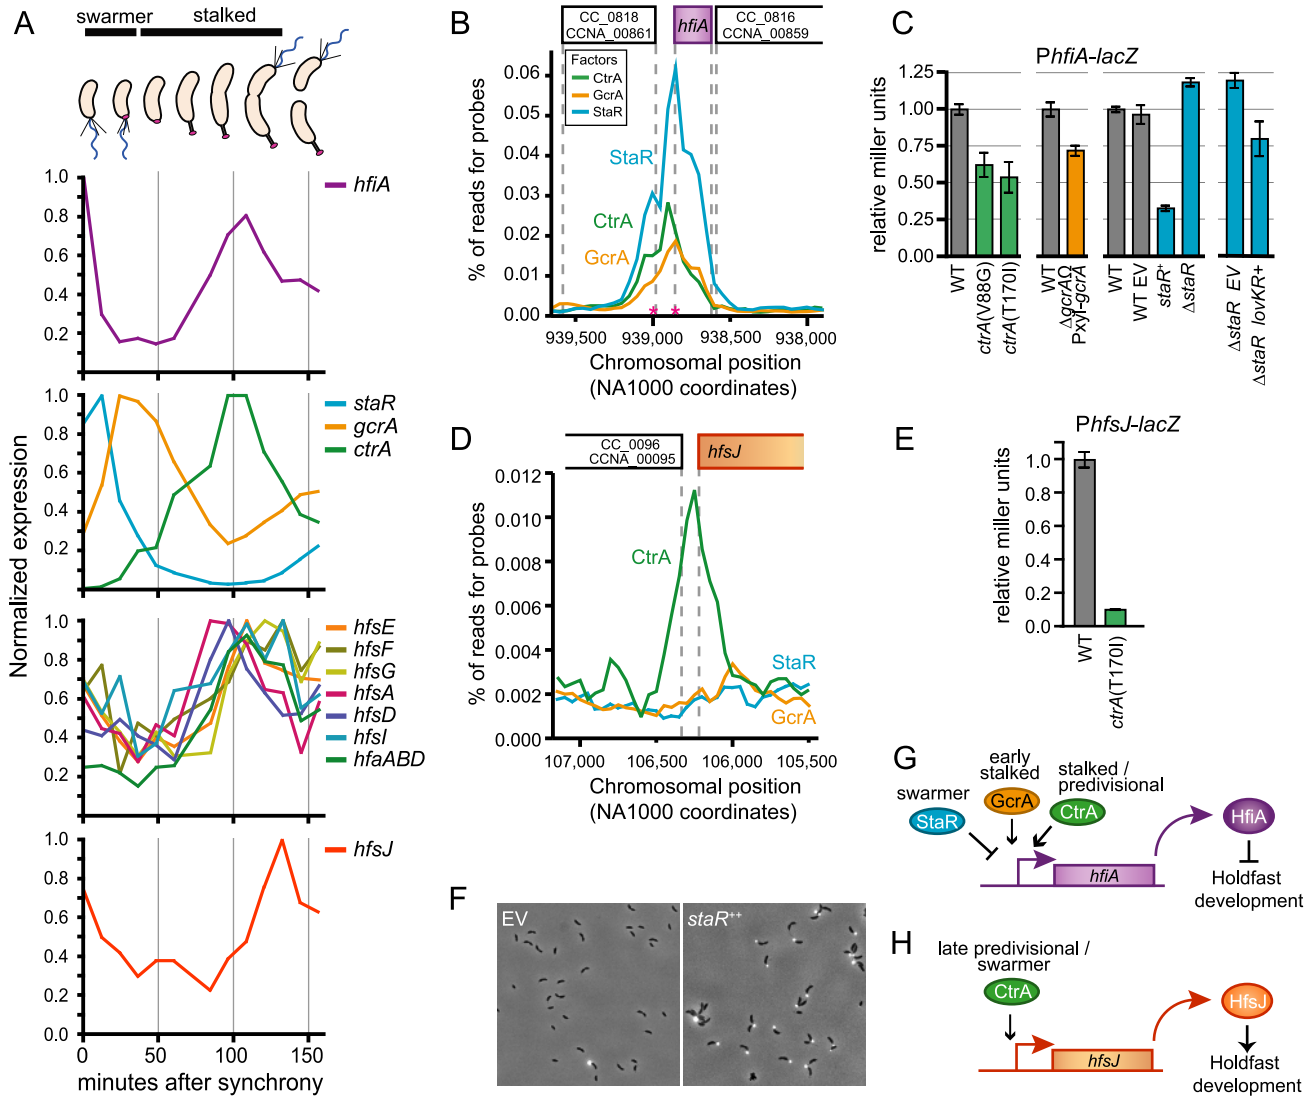 A
swarmer
stalked
hfiA
1.0
0.8
0.6
0.4
0.2
staR
gcrA
ctrA
1.0
0.8
0.6
0.4
0.2
Normalized expression
hfsE
hfsF
hfsG
hfsA
hfsD
hfsI
hfaABD
1.0
0.8
0.6
0.4
0.2
hfsJ
1.0
0.8
0.6
0.4
0.2
0.0
0
50
100
150
minutes after synchrony
B
CC_0818
CCNA_00861
hfiA
CC_0816
CCNA_00859
Factors
CtrA
GcrA
StaR
StaR
CtrA
GcrA
% of reads for probes
0.06
0.05
0.04
0.03
0.02
0.01
0.00
* *
939,500
939,000
938,500
938,000
Chromosomal position
(NA1000 coordinates)
C
PhfiA-lacZ
relative miller units
1.25
1.00
0.75
0.50
0.25
0.00
WT
ctrA(V88G)
ctrA(T170I)
WT
ΔgcrAΩ
Pxyl-gcrA
WT
WT EV
staR+
ΔstaR
ΔstaR EV
ΔstaR lovKR+
D
CC_0096
CCNA_00095
hfsJ
CtrA
StaR
GcrA
% of reads for probes
0.012
0.010
0.008
0.006
0.004
0.002
0.000
107,000
106,500
106,000
105,500
Chromosomal position
(NA1000 coordinates)
E
PhfsJ-lacZ
relative miller units
1.0
0.8
0.6
0.4
0.2
0.0
WT
ctrA(T170I)
F
EV
staR++
G
swarmer
StaR
early
stalked
GcrA
stalked /
predivisional
CtrA
hfiA
HfiA
Holdfast
development
H
late predivisional /
swarmer
CtrA
hfsJ
HfsJ
Holdfast
development